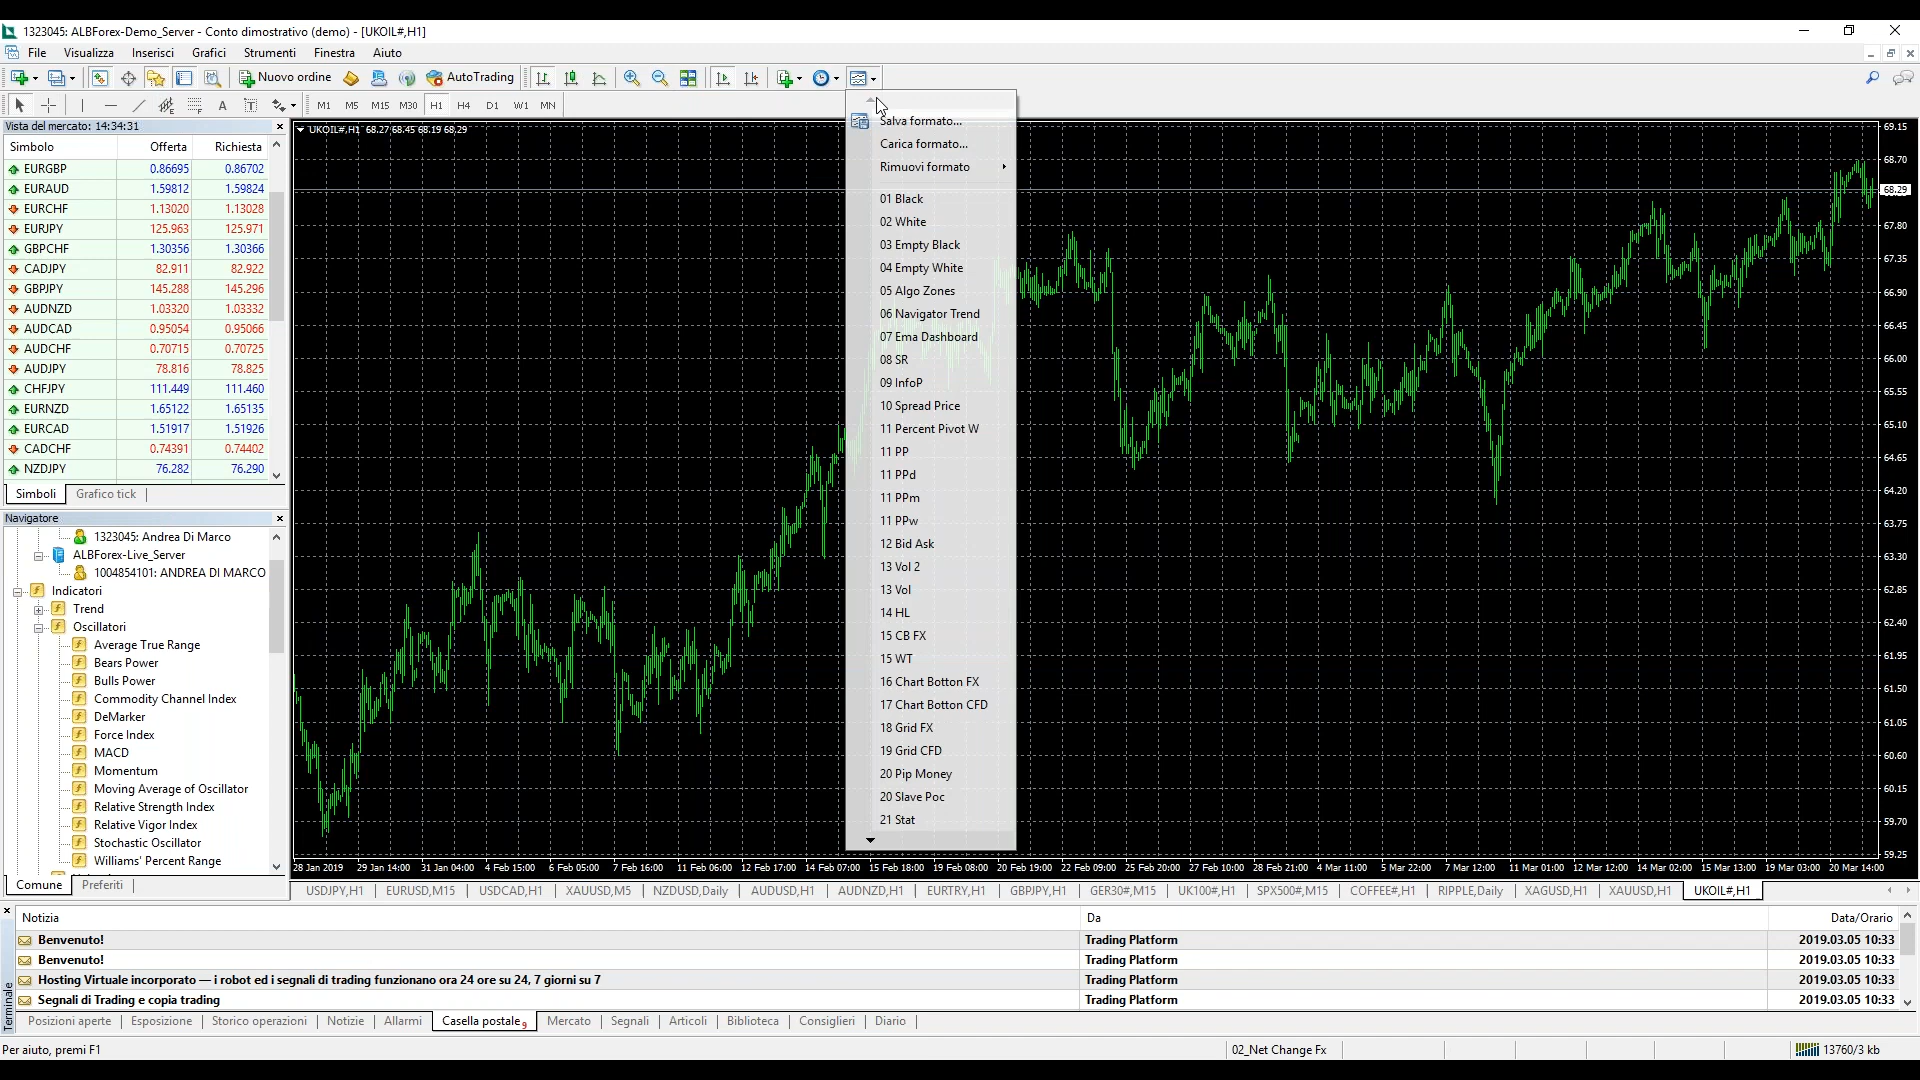 1323045: ALBForex-Demo_Server - Conto dimostrativo (demo) - [UKOIL#,H1]
File Visualizza Inserisci Grafici Strumenti Finestra Aiuto
Nuovo ordine AutoTrading
A T M1 M5 M15 M30 H1 H4 D1 W1 MN
Vista del mercato: 14:34:31
Simbolo Offerta Richiesta
EURGBP 0.86695 0.86702
EURAUD 1.59812 1.59824
EURCHF 1.13020 1.13028
EURJPY 125.963 125.971
GBPCHF 1.30356 1.30366
CADJPY 82.911 82.922
GBPJPY 145.288 145.296
AUDNZD 1.03320 1.03332
AUDCAD 0.95054 0.95066
AUDCHF 0.70715 0.70725
AUDJPY 78.816 78.825
CHFJPY 111.449 111.460
EURNZD 1.65122 1.65135
EURCAD 1.51917 1.51926
CADCHF 0.74391 0.74402
NZDJPY 76.282 76.290
Simboli Grafico tick
Navigatore
1323045: Andrea Di Marco
ALBForex-Live_Server
1004854101: ANDREA DI MARCO
Indicatori
Trend
Oscillatori
Average True Range
Bears Power
Bulls Power
Commodity Channel Index
DeMarker
Force Index
MACD
Momentum
Moving Average of Oscillator
Relative Strength Index
Relative Vigor Index
Stochastic Oscillator
Williams' Percent Range
Comune Preferiti
UKOIL#,H1 68.27 68.45 68.19 68.29
Salva formato...
Carica formato...
Rimuovi formato
01 Black
02 White
03 Empty Black
04 Empty White
05 Algo Zones
06 Navigator Trend
07 Ema Dashboard
08 SR
09 InfoP
10 Spread Price
11 Percent Pivot W
11 PP
11 PPd
11 PPm
11 PPw
12 Bid Ask
13 Vol 2
13 Vol
14 HL
15 CB FX
15 WT
16 Chart Botton FX
17 Chart Botton CFD
18 Grid FX
19 Grid CFD
20 Pip Money
20 Slave Poc
21 Stat
69.15
68.70
68.29
67.80
67.35
66.90
66.45
66.00
65.55
65.10
64.65
64.20
63.75
63.30
62.85
62.40
61.95
61.50
61.05
60.60
60.15
59.70
59.25
28 Jan 2019 29 Jan 14:00 31 Jan 04:00 4 Feb 15:00 6 Feb 05:00 7 Feb 16:00 11 Feb 06:00 12 Feb 17:00 14 Feb 07:00 15 Feb 18:00 19 Feb 08:00 20 Feb 19:00 22 Feb 09:00 25 Feb 20:00 27 Feb 10:00 28 Feb 21:00 4 Mar 11:00 5 Mar 22:00 7 Mar 12:00 11 Mar 01:00 12 Mar 12:00 14 Mar 02:00 15 Mar 13:00 19 Mar 03:00 20 Mar 14:00
USDJPY,H1 EURUSD,M15 USDCAD,H1 XAUUSD,M5 NZDUSD,Daily AUDUSD,H1 AUDNZD,H1 EURTRY,H1 GBPJPY,H1 GER30#,M15 UK100#,H1 SPX500#,M15 COFFEE#,H1 RIPPLE,Daily XAGUSD,H1 XAUUSD,H1 UKOIL#,H1
Notizia Da Data/Orario
Benvenuto! Trading Platform 2019.03.05 10:33
Benvenuto! Trading Platform 2019.03.05 10:33
Hosting Virtuale incorporato — i robot ed i segnali di trading funzionano ora 24 ore su 24, 7 giorni su 7 Trading Platform 2019.03.05 10:33
Segnali di Trading e copia trading Trading Platform 2019.03.05 10:33
Terminale
Posizioni aperte Esposizione Storico operazioni Notizie Allarmi Casella postale 9 Mercato Segnali Articoli Biblioteca Consiglieri Diario
Per aiuto, premi F1 02_Net Change Fx 13760/3 kb